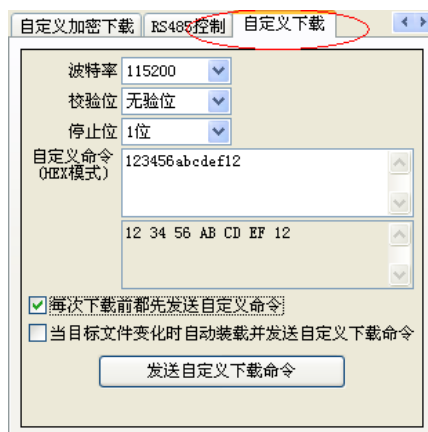 自定义加密下载 RS485控制 自定义下载
波特率 115200
校验位 无验位
停止位 1位
自定义命令 123456abcdef12
(HEX模式)
12 34 56 AB CD EF 12
每次下载前都先发送自定义命令
当目标文件变化时自动装载并发送自定义下载命令
发送自定义下载命令